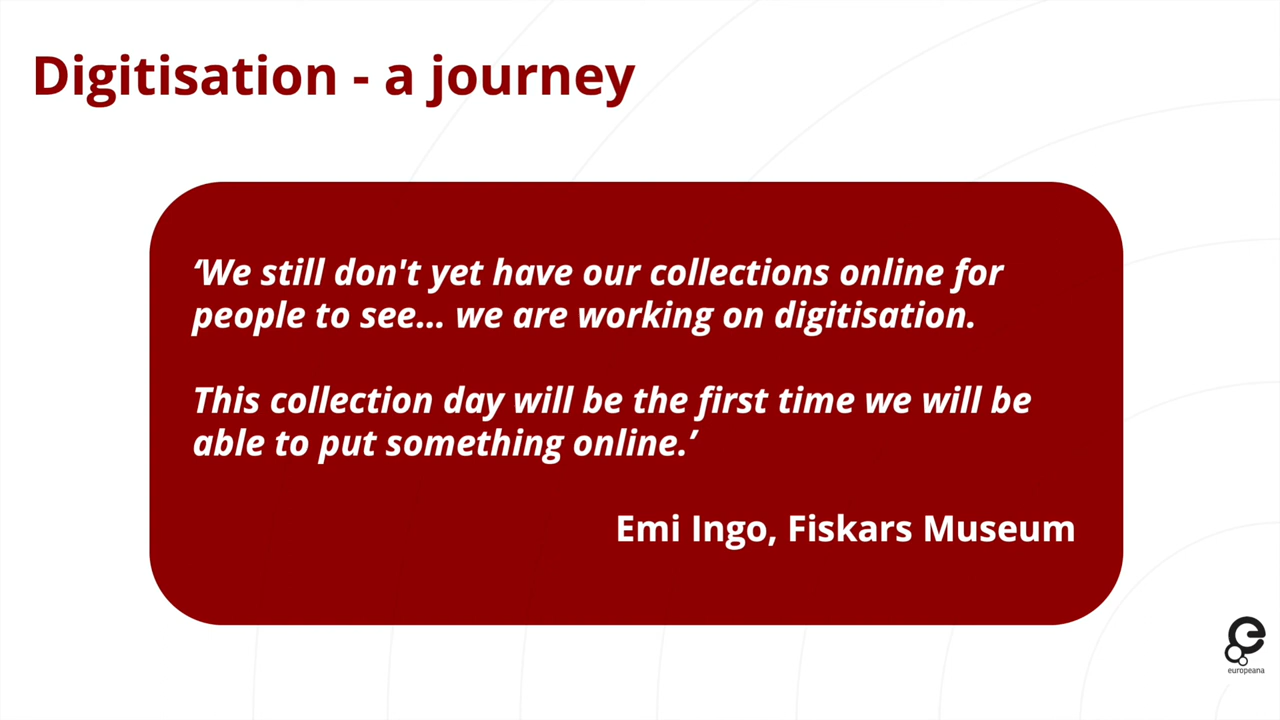 Digitisation - a journey
‘We still don't yet have our collections online for
people to see... we are working on digitisation.
This collection day will be the first time we will be
able to put something online.’
Emi Ingo, Fiskars Museum
europeana